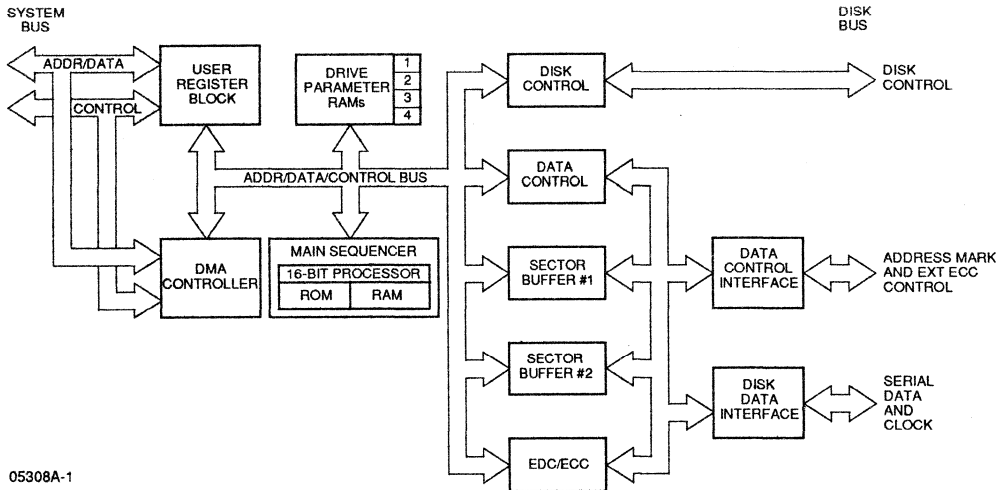 SYSTEM
BUS
DISK
BUS
ADDR/DATA
CONTROL
USER
REGISTER
BLOCK
DRIVE
PARAMETER
RAMs
1
2
3
4
DISK
CONTROL
DISK
CONTROL
ADDR/DATA/CONTROL BUS
DATA
CONTROL
DMA
CONTROLLER
MAIN SEQUENCER
16-BIT PROCESSOR
ROM
RAM
SECTOR
BUFFER #1
DATA
CONTROL
INTERFACE
ADDRESS MARK
AND EXT ECC
CONTROL
SECTOR
BUFFER #2
DISK
DATA
INTERFACE
SERIAL
DATA
AND
CLOCK
EDC/ECC
05308A-1